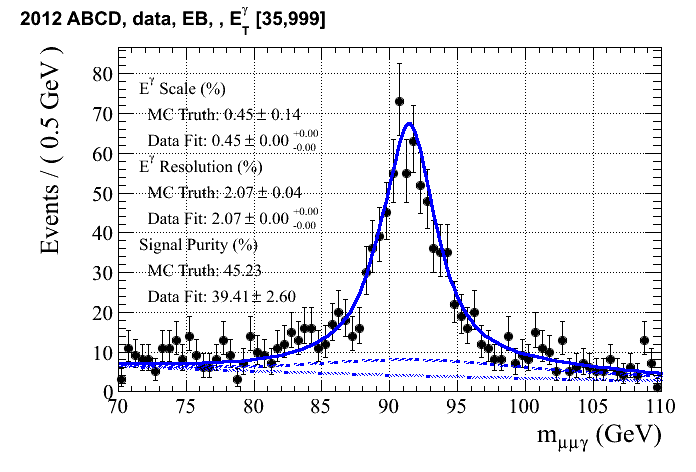 2012 ABCD, data, EB, , E_T^γ [35,999]
Events / ( 0.5 GeV )
80
70
60
50
40
30
20
10
0
E^γ Scale (%)
MC Truth: 0.45 ± 0.14
Data Fit: 0.45 ± 0.00 +0.00 -0.00
E^γ Resolution (%)
MC Truth: 2.07 ± 0.04
Data Fit: 2.07 ± 0.00 +0.00 -0.00
Signal Purity (%)
MC Truth: 45.23
Data Fit: 39.41 ± 2.60
70 75 80 85 90 95 100 105 110
m_μμγ (GeV)